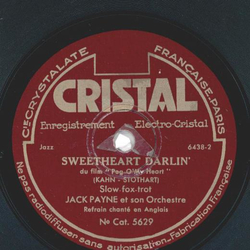 Cie CRYSTALATE FRANÇAISE. PARIS
CRISTAL
Enregistrement Electro-Cristal
Jazz 6438-2
SWEETHEART DARLIN'
du film "Peg O'My Heart"
(KAHN - STOTHART)
Slow fox-trot
JACK PAYNE et son Orchestre
Refrain chanté en Anglais
No Cat. 5629
Ne pas radiodiffuser sans autorisation. Fabrication Française